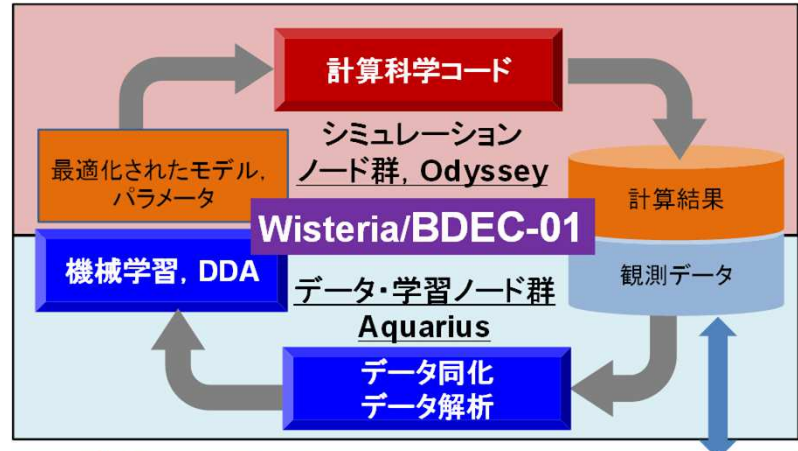 計算科学コード
シミュレーション
ノード群, Odyssey
最適化されたモデル,
パラメータ
計算結果
Wisteria/BDEC-01
機械学習, DDA
観測データ
データ・学習ノード群
Aquarius
データ同化
データ解析